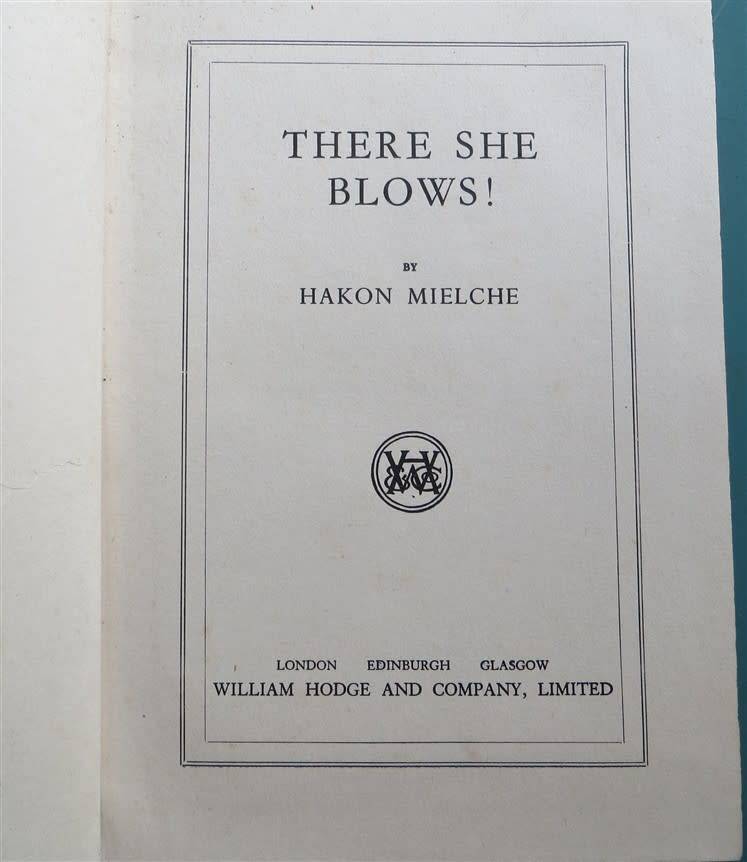 THERE SHE
BLOWS!
BY
HAKON MIELCHE
LONDON EDINBURGH GLASGOW
WILLIAM HODGE AND COMPANY, LIMITED